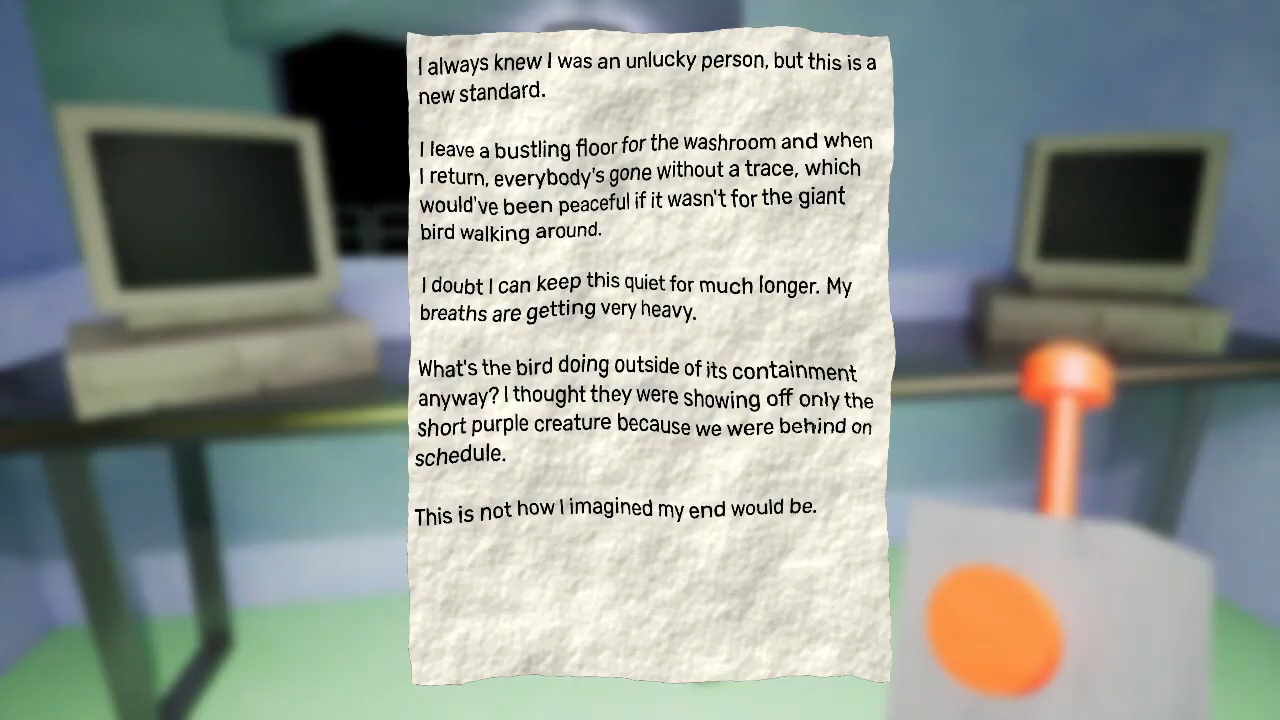 I always knew I was an unlucky person, but this is a
new standard.
I leave a bustling floor for the washroom and when
I return, everybody's gone without a trace, which
would've been peaceful if it wasn't for the giant
bird walking around.
I doubt I can keep this quiet for much longer. My
breaths are getting very heavy.
What's the bird doing outside of its containment
anyway? I thought they were showing off only the
short purple creature because we were behind on
schedule.
This is not how I imagined my end would be.